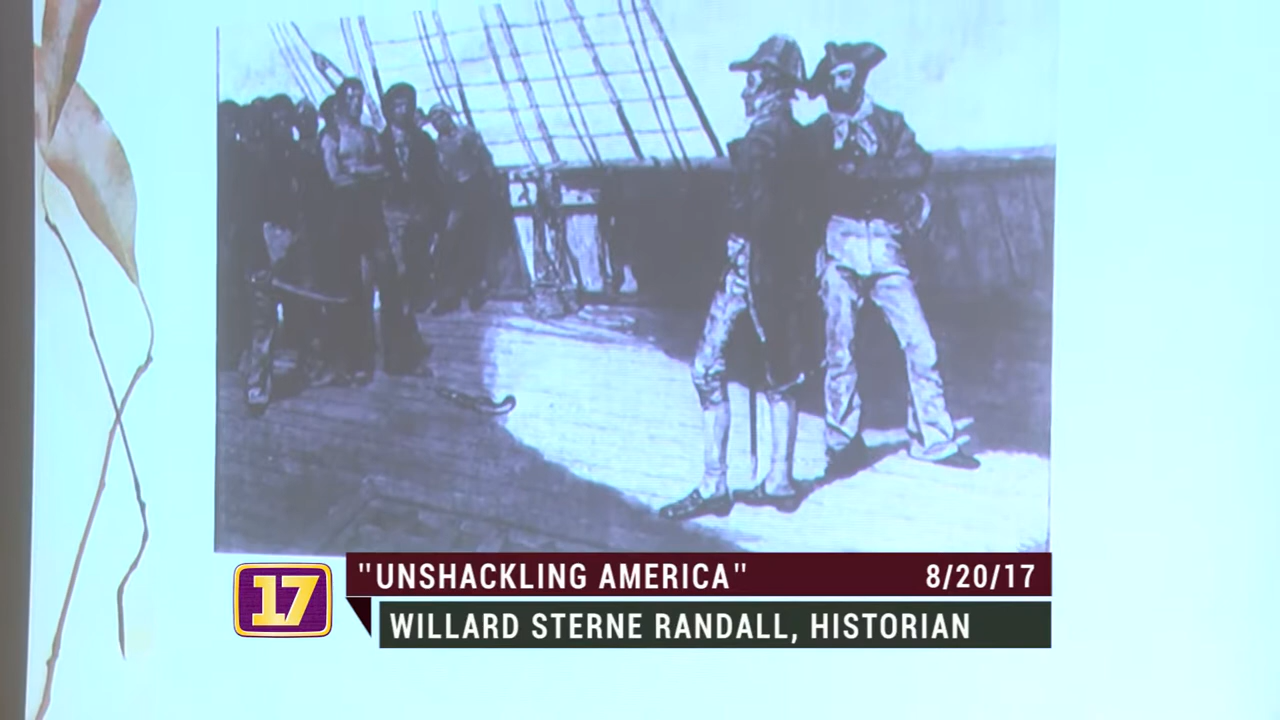 "UNSHACKLING AMERICA" 8/20/17
17 WILLARD STERNE RANDALL, HISTORIAN